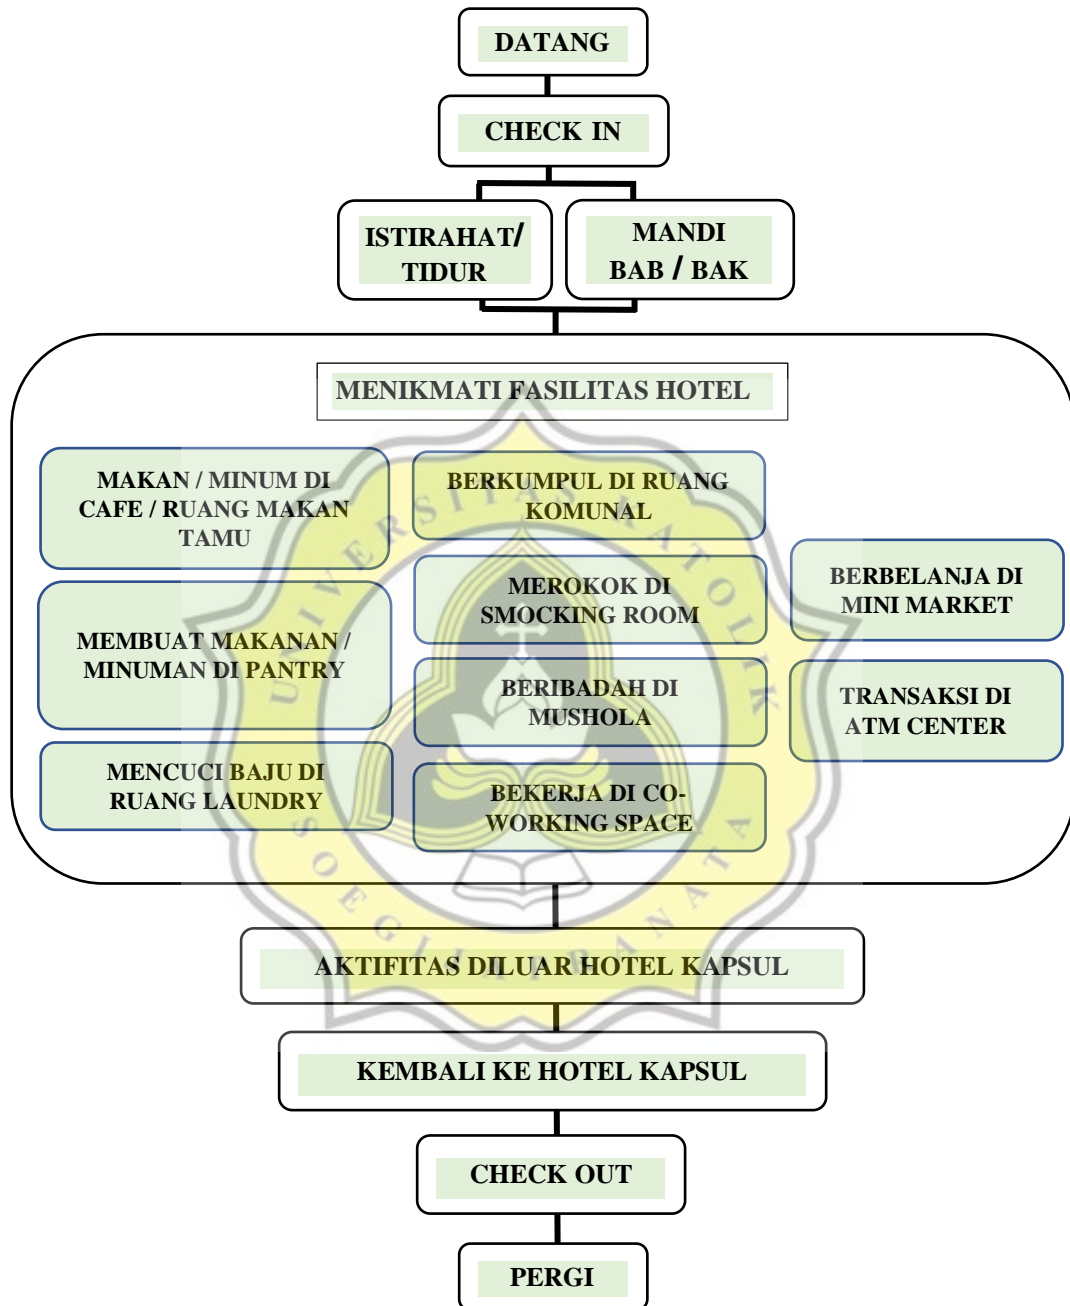 DATANG
CHECK IN
ISTIRAHAT/
TIDUR
MANDI
BAB / BAK
MENIKMATI FASILITAS HOTEL
MAKAN / MINUM DI
CAFE / RUANG MAKAN
TAMU
MEMBUAT MAKANAN /
MINUMAN DI PANTRY
MENCUCI BAJU DI
RUANG LAUNDRY
BERKUMPUL DI RUANG
KOMUNAL
MEROKOK DI
SMOCKING ROOM
BERIBADAH DI
MUSHOLA
BEKERJA DI CO-
WORKING SPACE
BERBELANJA DI
MINI MARKET
TRANSAKSI DI
ATM CENTER
UNIVERSITAS KATOLIK
SOEGIJAPRANATA
AKTIFITAS DILUAR HOTEL KAPSUL
KEMBALI KE HOTEL KAPSUL
CHECK OUT
PERGI